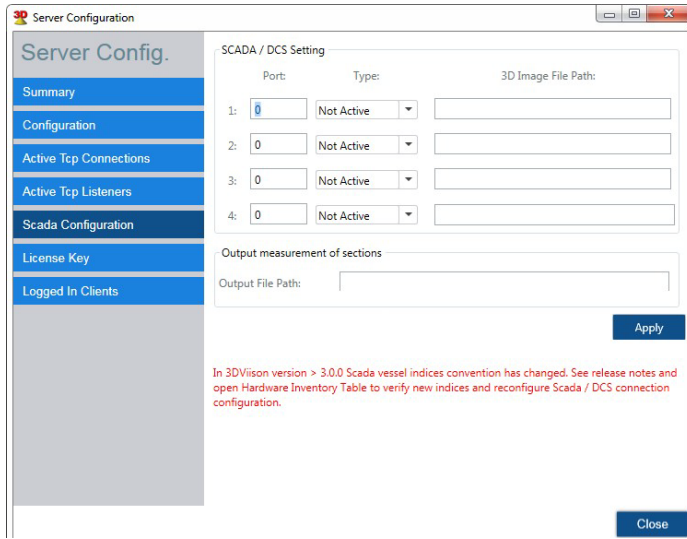 3D Server Configuration
Server Config.
Summary
Configuration
Active Tcp Connections
Active Tcp Listeners
Scada Configuration
License Key
Logged In Clients
SCADA / DCS Setting
Port: Type: 3D Image File Path:
1: 0 Not Active
2: 0 Not Active
3: 0 Not Active
4: 0 Not Active
Output measurement of sections
Output File Path:
Apply
In 3DViison version > 3.0.0 Scada vessel indices convention has changed. See release notes and
open Hardware Inventory Table to verify new indices and reconfigure Scada / DCS connection
configuration.
Close